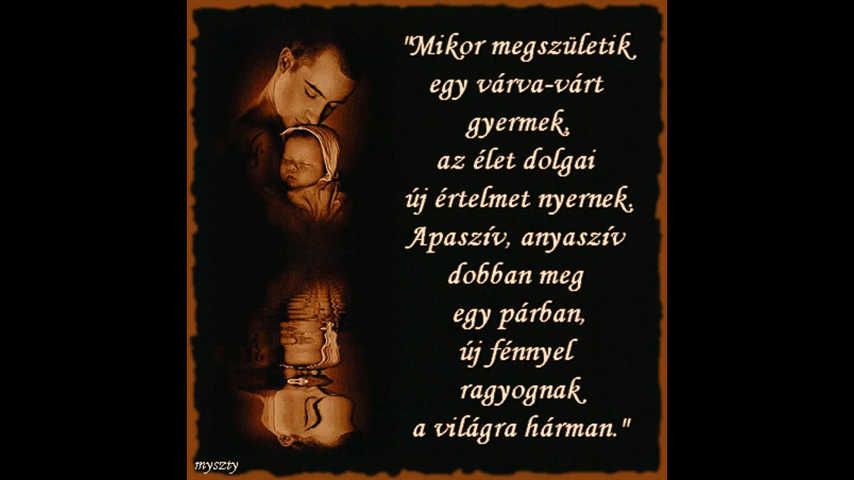 "Mikor megszületik
egy várva-várt
gyermek,
az élet dolgai
új értelmet nyernek.
Apaszív, anyaszív
dobban meg
egy párban,
új fénnyel
ragyognak
a világra hárman."
myszty